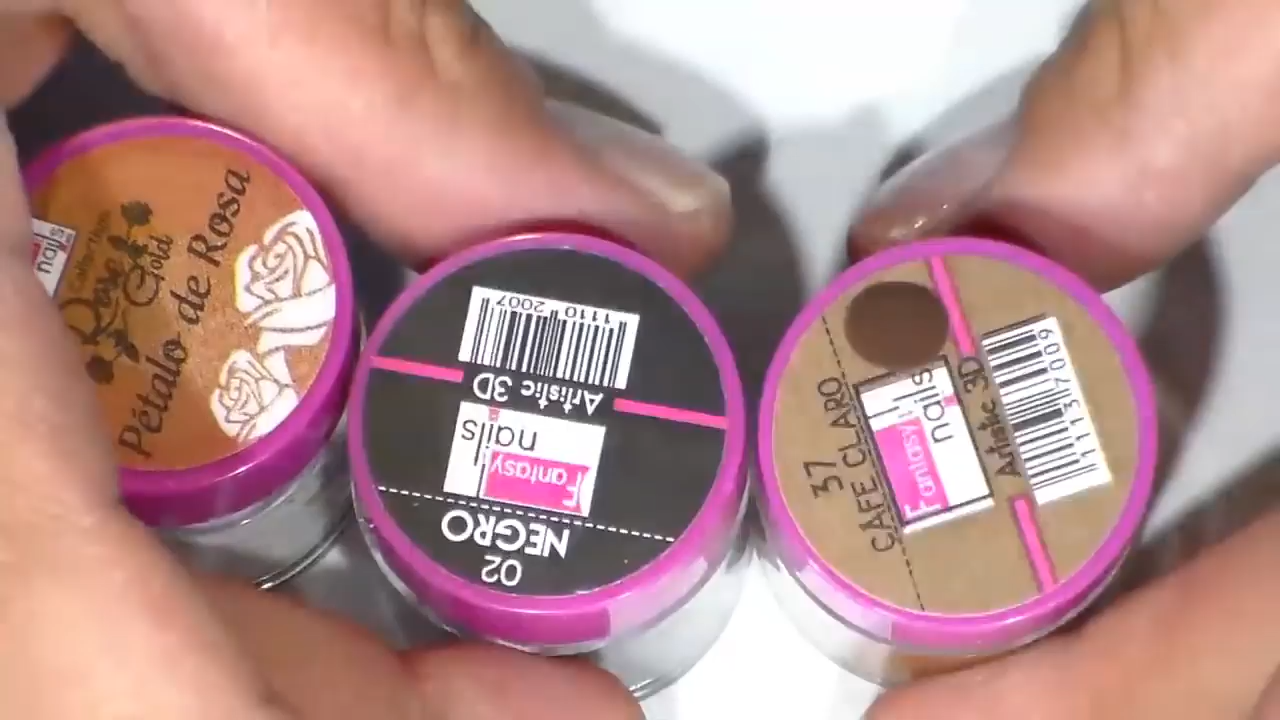 nails
Rose
Gold
Pétalo de Rosa
1110 2007
Artistic 3D
Fantasy
nails
NEGRO
02
37
CAFE CLARO
Fantasy
nails
Artistic 3D
11137009